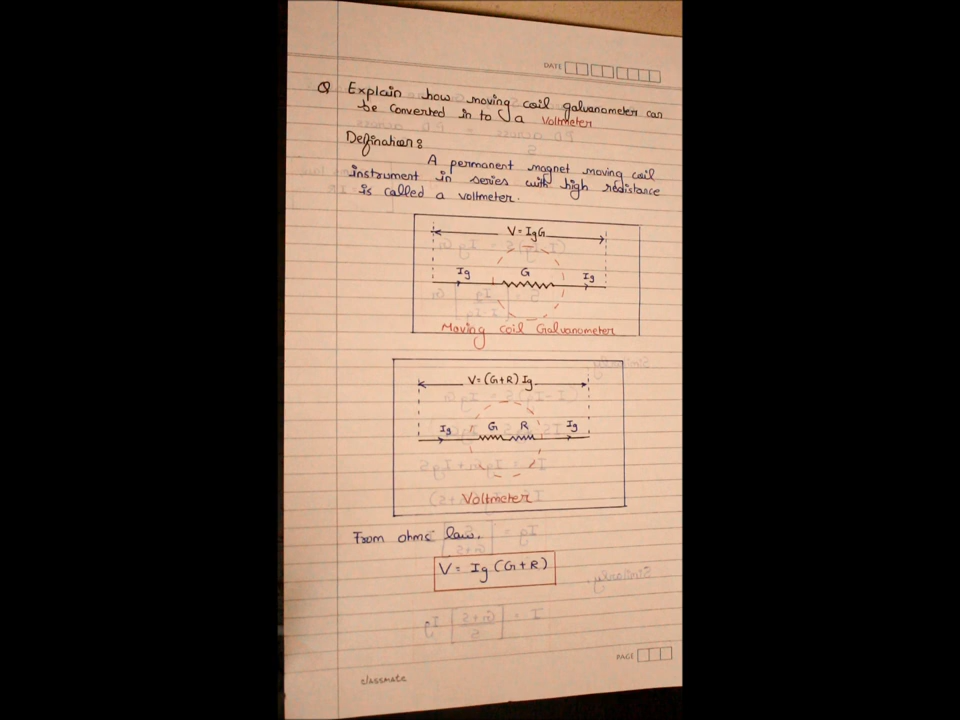 DATE
Q Explain how moving coil galvanometer can
be converted in to a Voltmeter
Defination:
A permanent magnet moving coil
instrument in series with high redistance
is called a voltmeter.
V = IgG
Ig G Ig
Moving coil Galvanometer
V = (G+R) Ig
Ig G R Ig
Voltmeter
From ohms law.
V = Ig (G+R)
PAGE
classmate